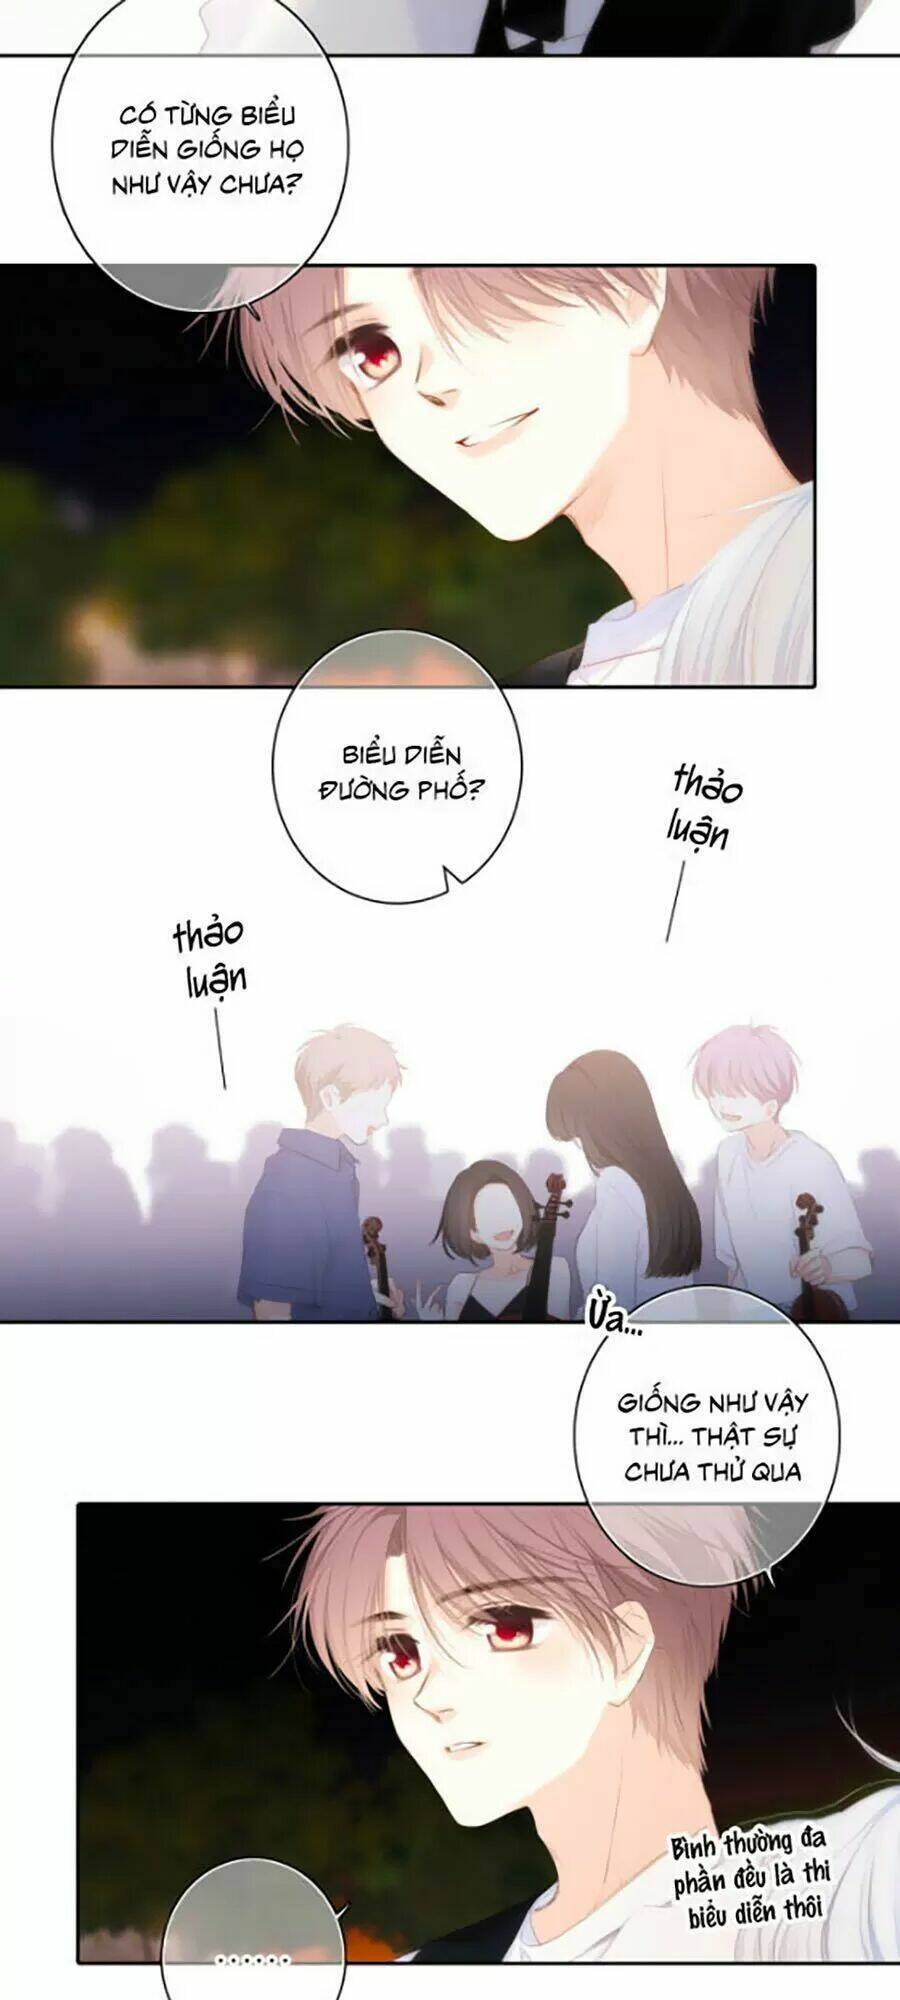 CÓ TỪNG BIỂU
DIỄN GIỐNG HỌ
NHƯ VẬY CHƯA?
BIỂU DIỄN
ĐƯỜNG PHỐ?
thảo
luận
thảo
luận
Ừa...
GIỐNG NHƯ VẬY
THÌ... THẬT SỰ
CHƯA THỬ QUA
Bình thường đa
phần đều là thi
biểu diễn thôi
......